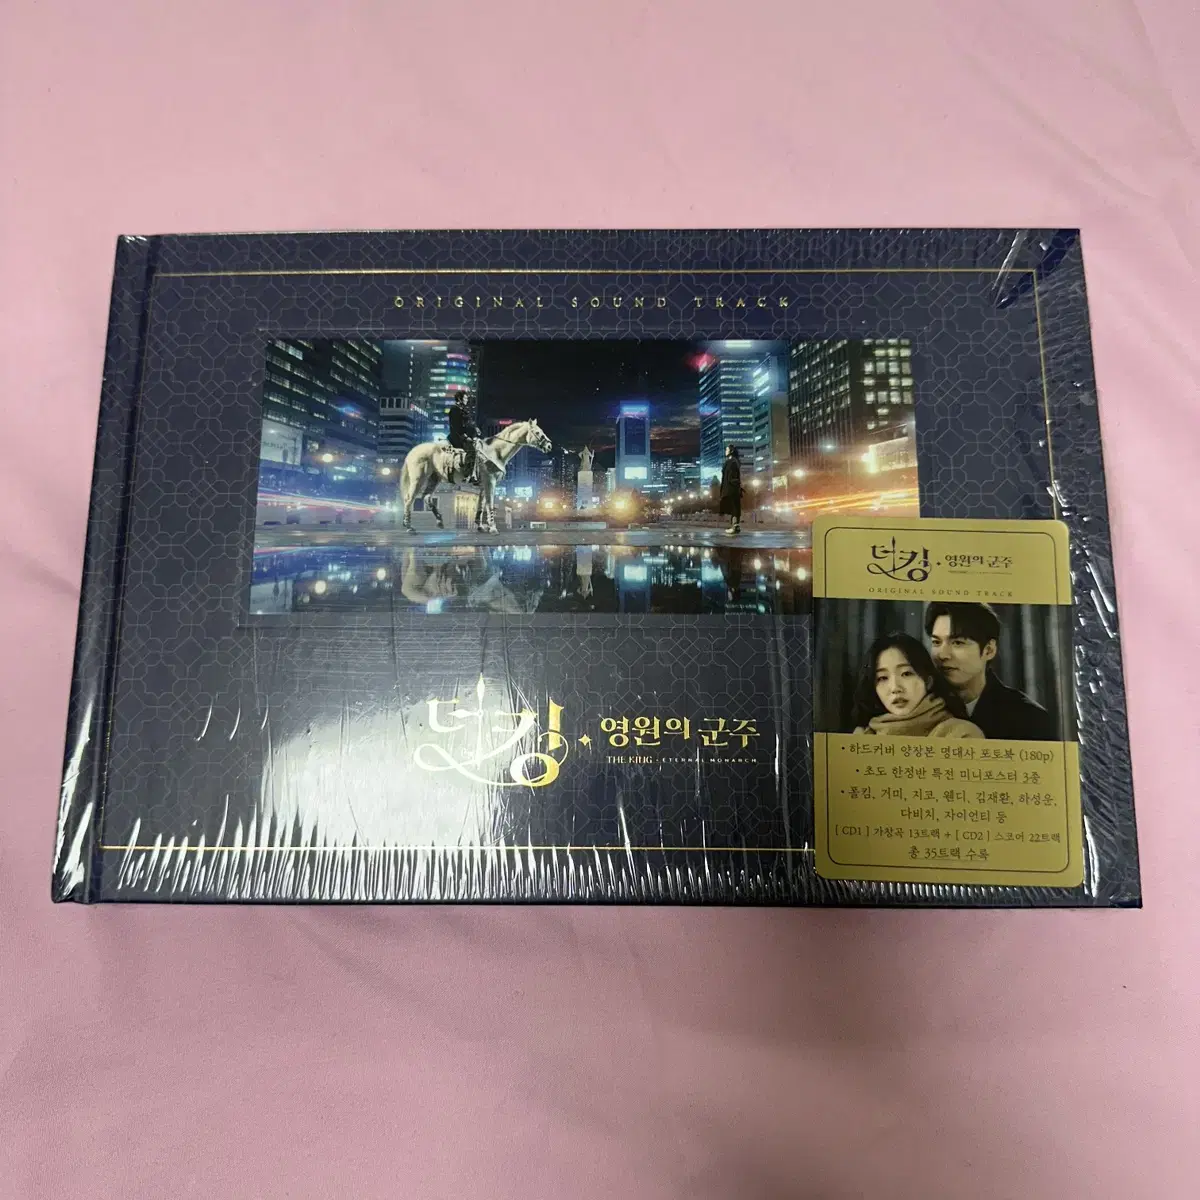 ORIGINAL SOUND TRACK
더킹 · 영원의 군주
THE KING · ETERNAL MONARCH
더킹 · 영원의 군주
ORIGINAL SOUND TRACK
• 하드커버 양장본 명대사 포토북 (180p)
• 초도 한정반 특전 미니포스터 3종
• 폴킴, 거미, 지코, 웬디, 김재환, 하성운,
다비치, 자이언티 등
[ CD1 ] 가창곡 13트랙 + [ CD2 ] 스코어 22트랙
총 35트랙 수록